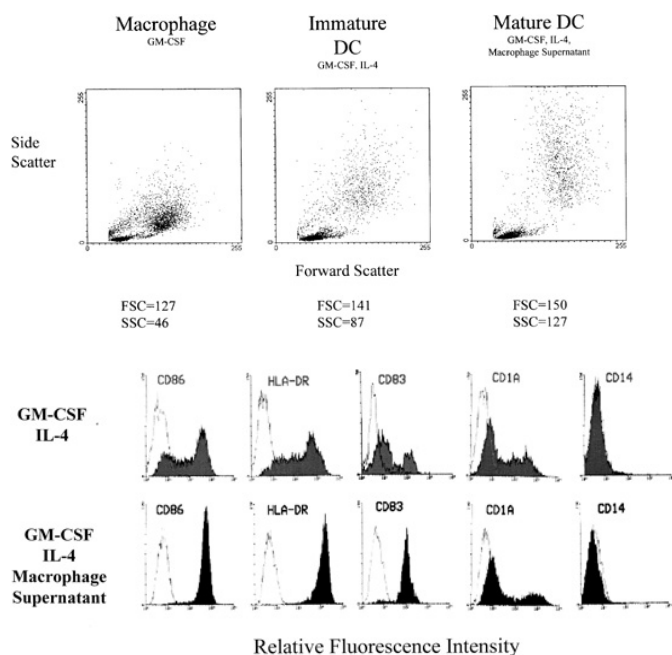 Macrophage
GM-CSF
Immature
DC
GM-CSF, IL-4
Mature DC
GM-CSF, IL-4,
Macrophage Supernatant
Side
Scatter
255
0
255
255
0
255
255
0
255
Forward Scatter
FSC=127
SSC=46
FSC=141
SSC=87
FSC=150
SSC=127
GM-CSF
IL-4
CD86
HLA-DR
CD83
CD1A
CD14
GM-CSF
IL-4
Macrophage
Supernatant
CD86
HLA-DR
CD83
CD1A
CD14
Relative Fluorescence Intensity